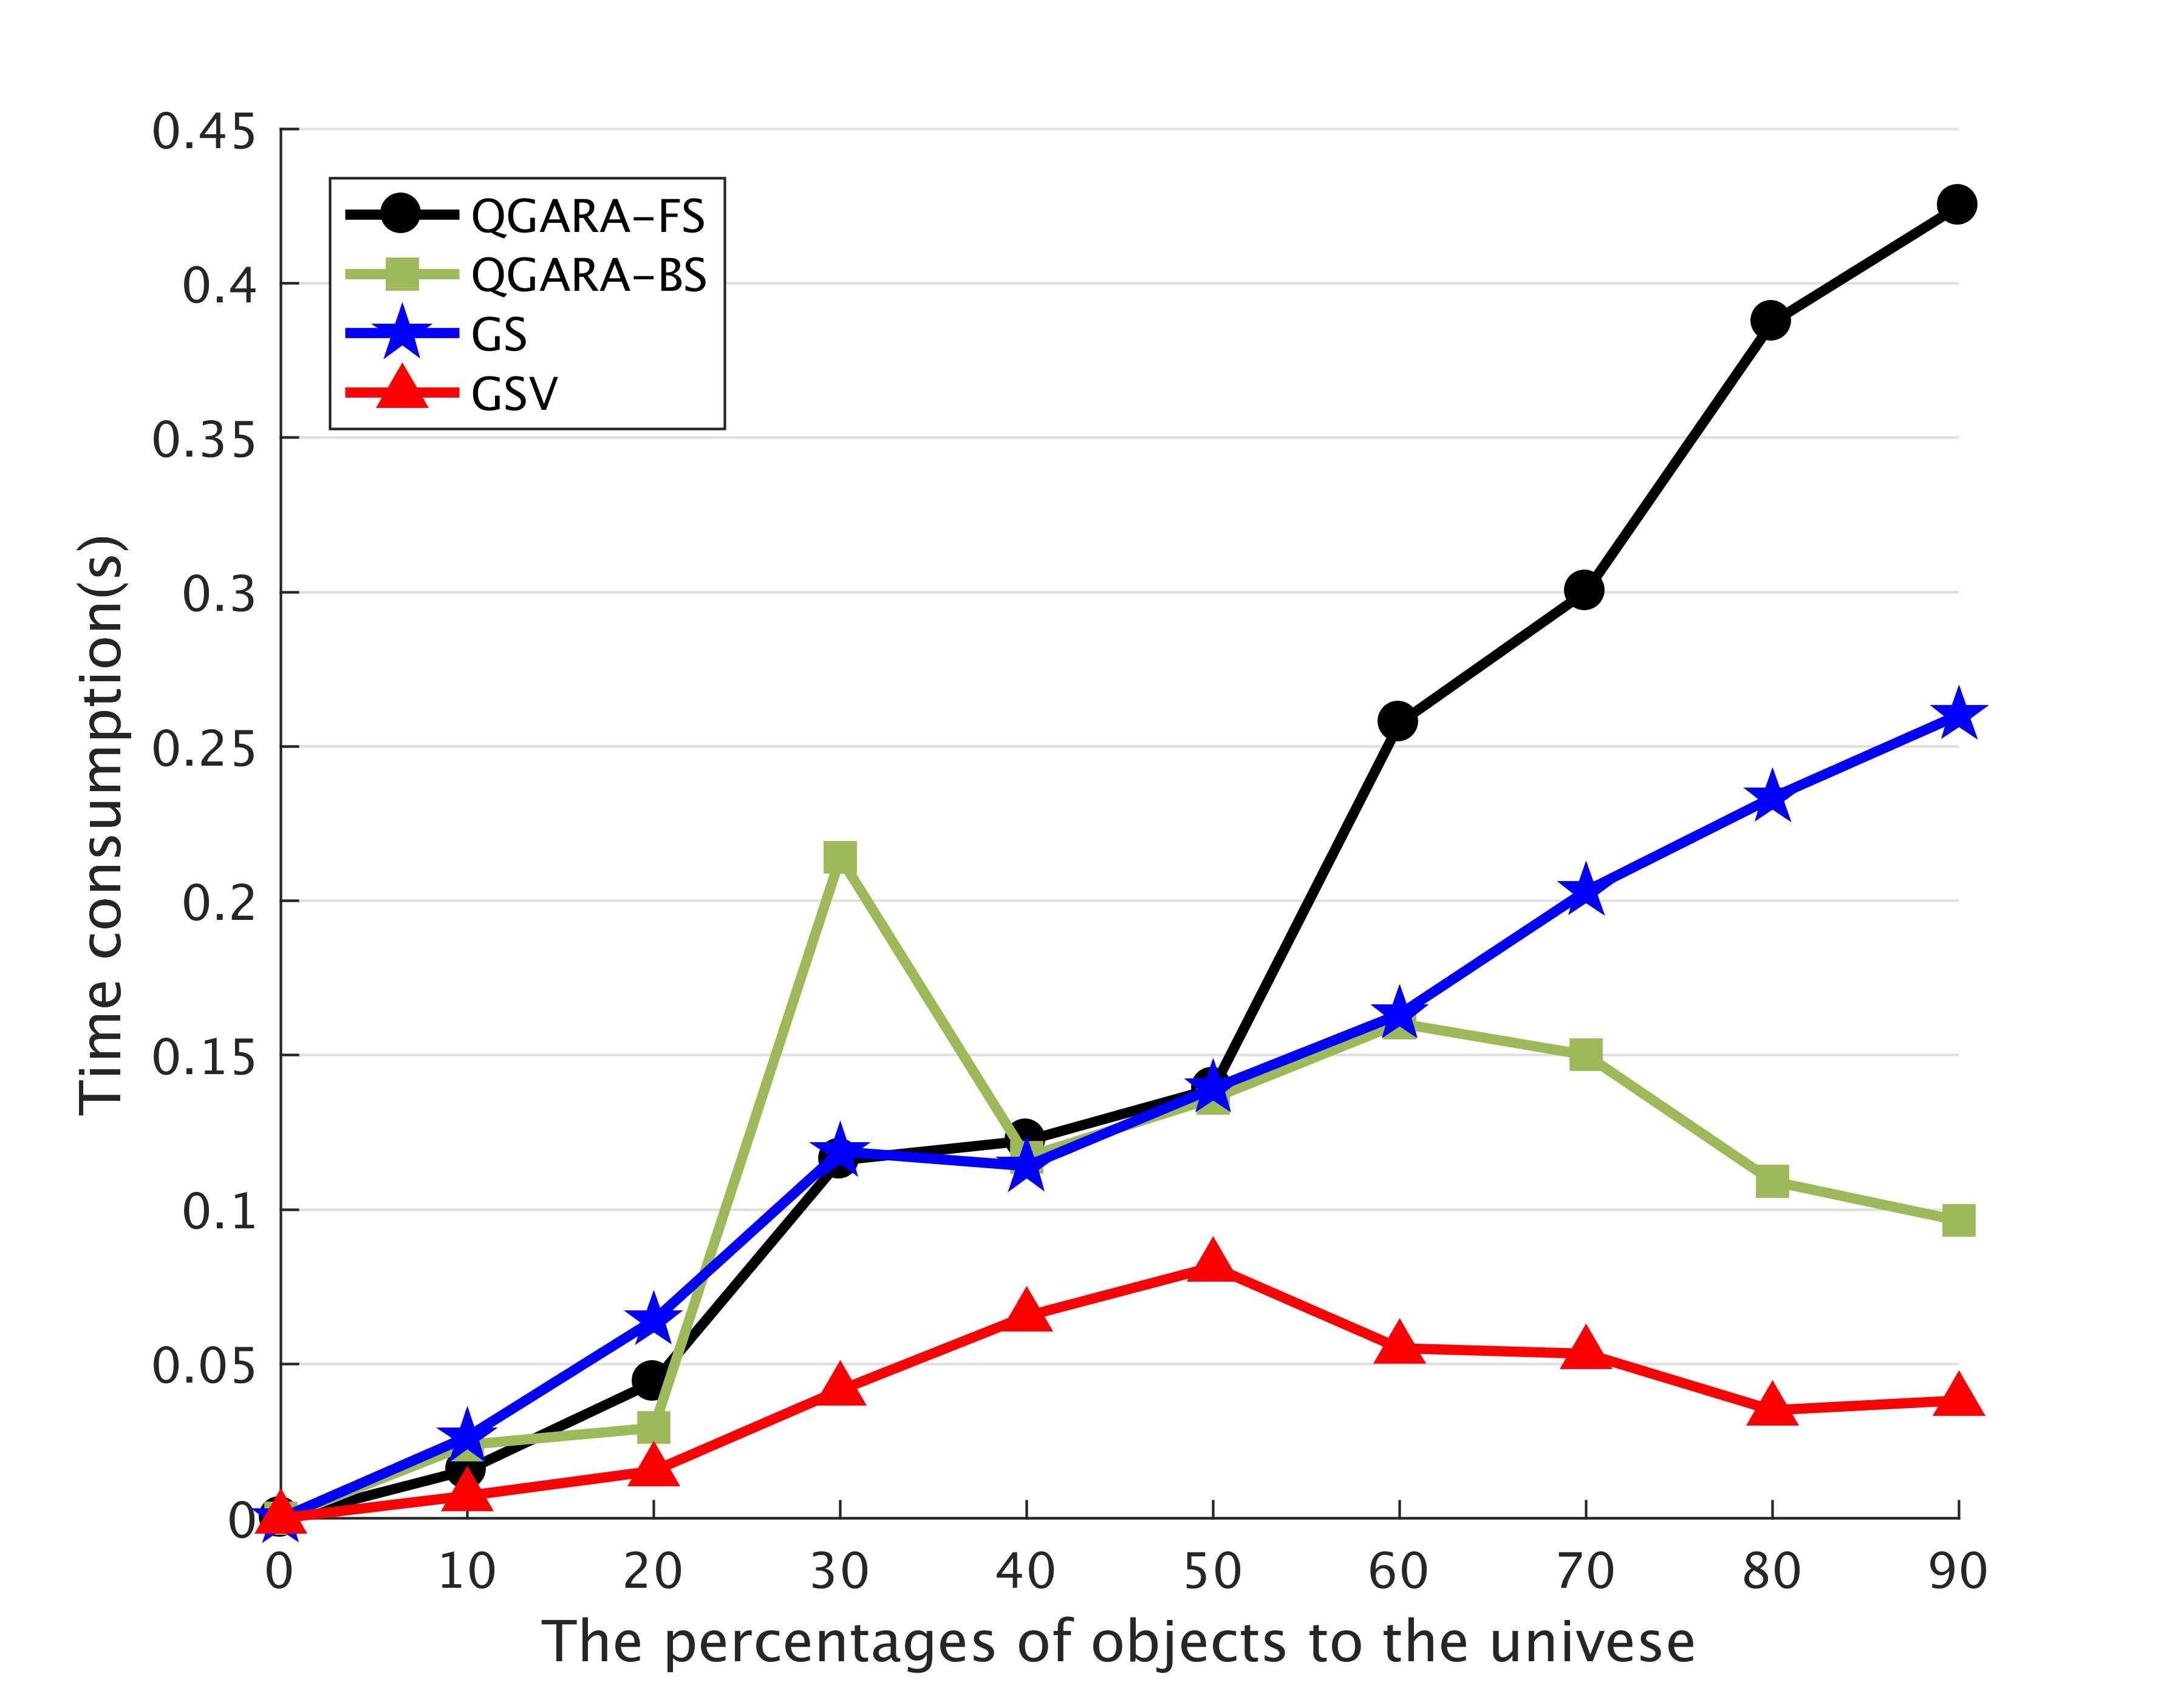 0.45
0.4
0.35
0.3
0.25
0.2
0.15
0.1
0.05
0
QGARA-FS
QGARA-BS
GS
GSV
Time consumption(s)
0 10 20 30 40 50 60 70 80 90
The percentages of objects to the univese